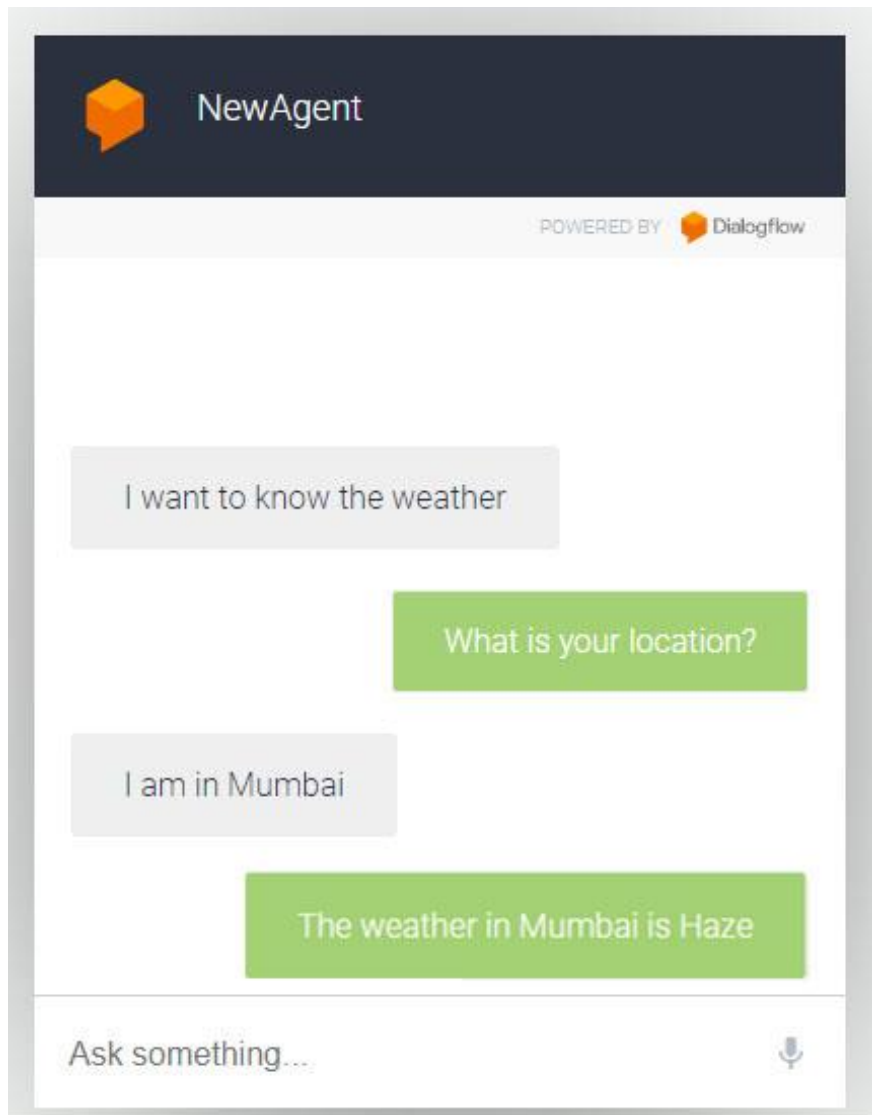 NewAgent
POWERED BY Dialogflow
I want to know the weather
What is your location?
I am in Mumbai
The weather in Mumbai is Haze
Ask something...